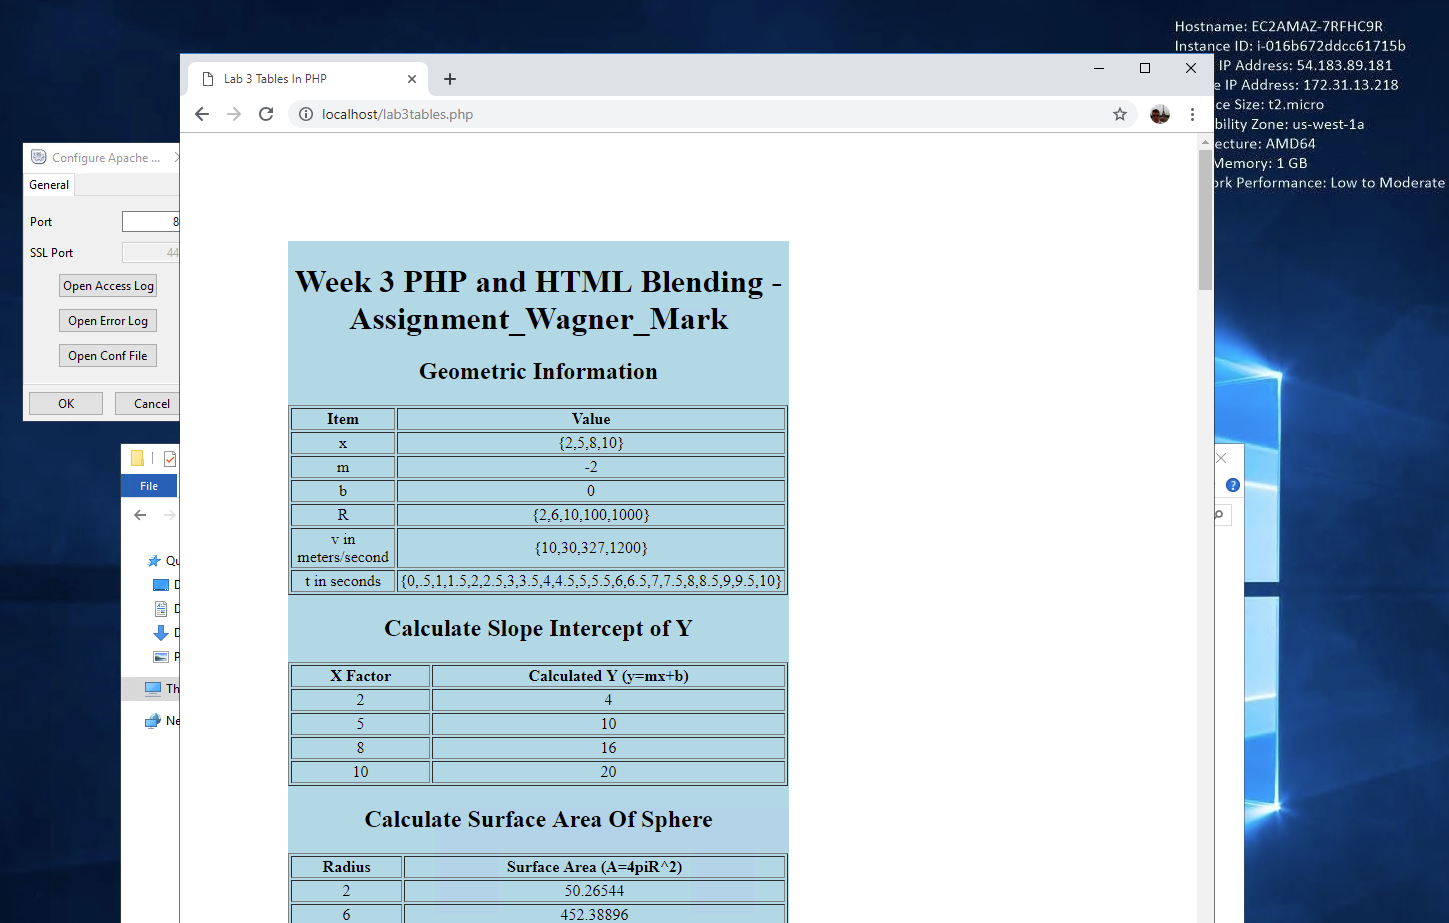 Hostname: EC2AMAZ-7RFHC9R
Instance ID: i-016b672ddcc61715b
IP Address: 54.183.89.181
IP Address: 172.31.13.218
Size: t2.micro
Zone: us-west-1a
AMD64
Memory: 1 GB
Performance: Low to Moderate
Lab 3 Tables In PHP
localhost/lab3tables.php
Configure Apache ...
General
Port 8
SSL Port 44
Open Access Log
Open Error Log
Open Conf File
OK Cancel
File
Week 3 PHP and HTML Blending -
Assignment_Wagner_Mark
Geometric Information
Item Value
x {2,5,8,10}
m -2
b 0
R {2,6,10,100,1000}
v in
meters/second {10,30,327,1200}
t in seconds {0,.5,1,1.5,2,2.5,3,3.5,4,4.5,5,5.5,6,6.5,7,7.5,8,8.5,9,9.5,10}
Calculate Slope Intercept of Y
X Factor Calculated Y (y=mx+b)
2 4
5 10
8 16
10 20
Calculate Surface Area Of Sphere
Radius Surface Area (A=4piR^2)
2 50.26544
6 452.38896